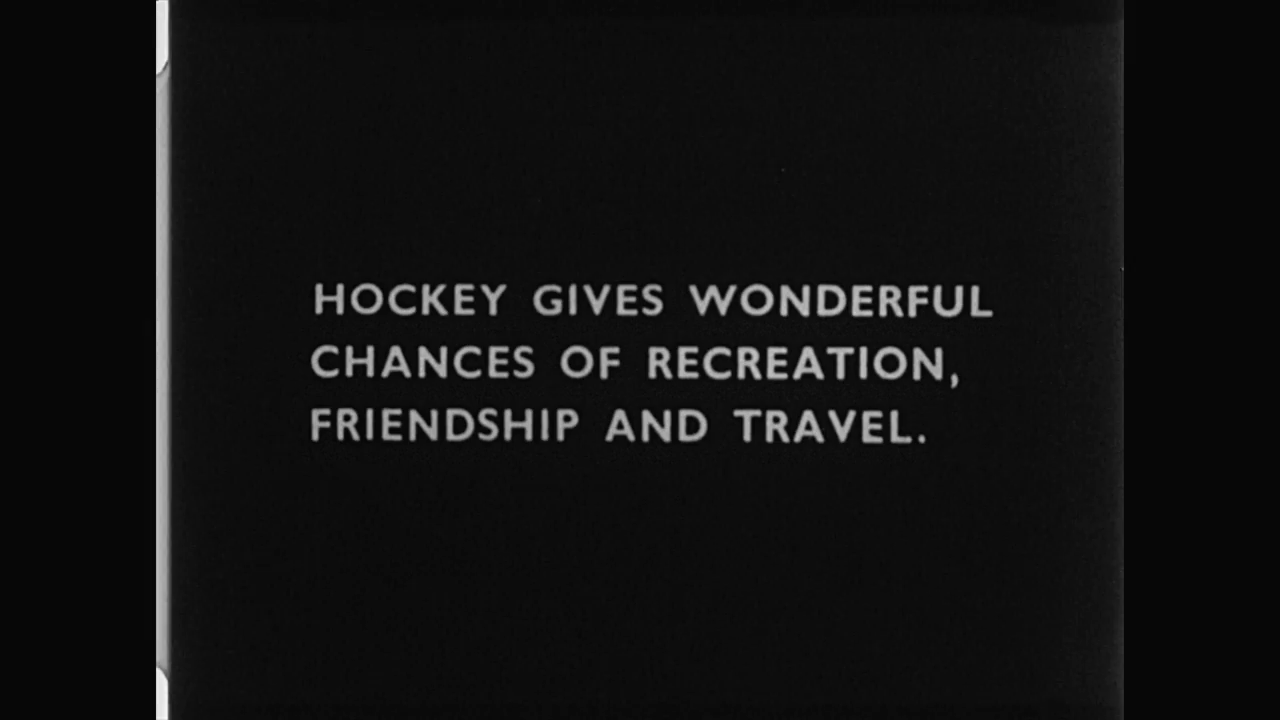 HOCKEY GIVES WONDERFUL
CHANCES OF RECREATION,
FRIENDSHIP AND TRAVEL.